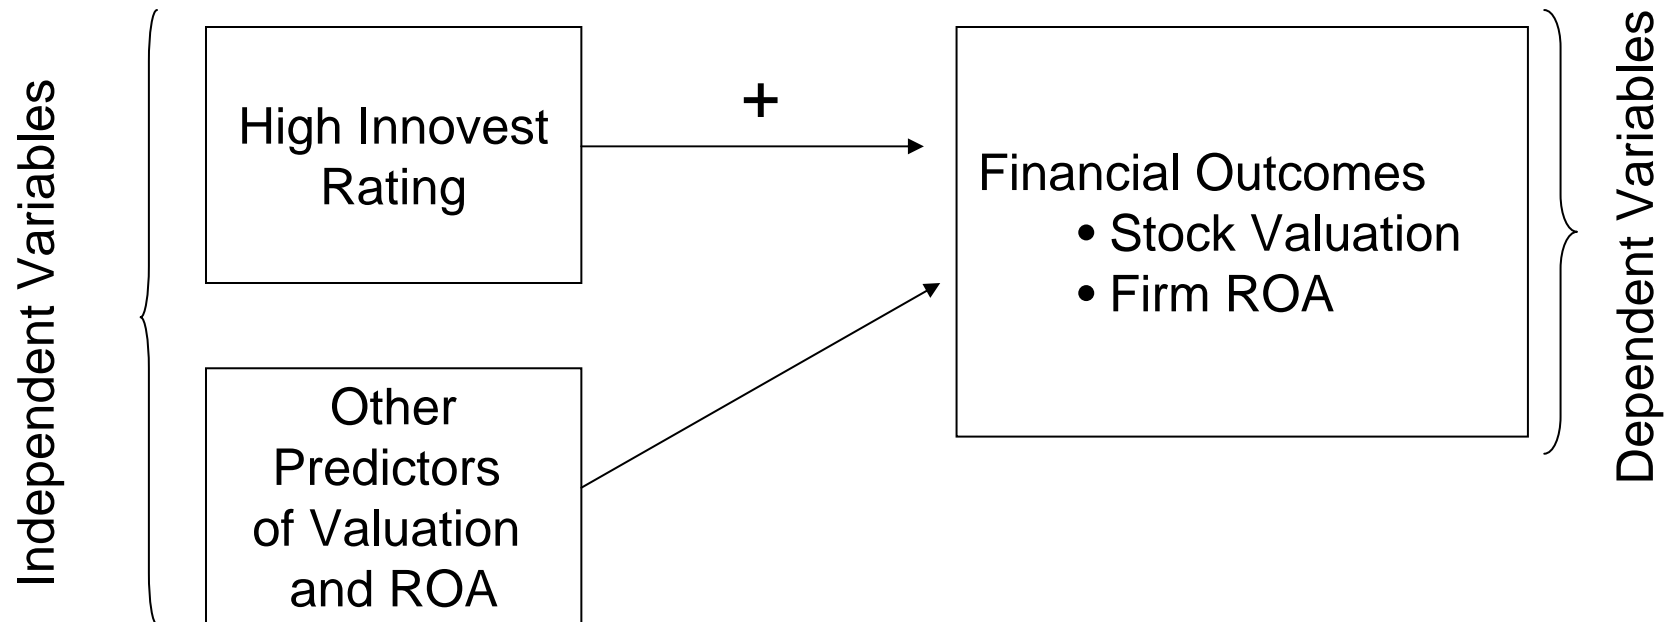 Independent Variables
High Innovest
Rating
+
Other
Predictors
of Valuation
and ROA
Financial Outcomes
• Stock Valuation
• Firm ROA
Dependent Variables